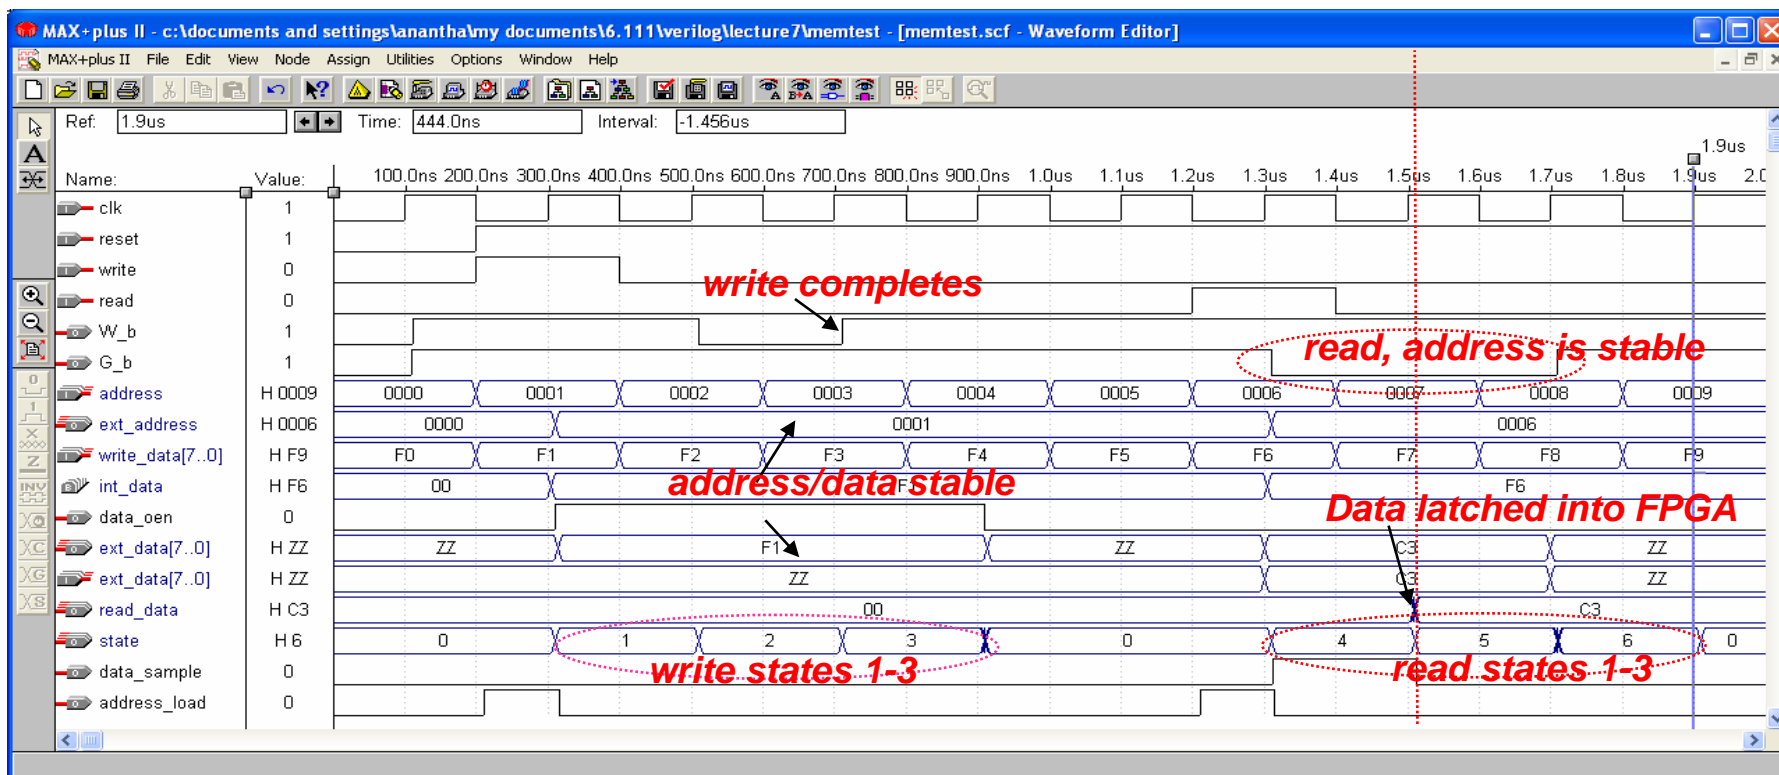 MAX+plus II - c:\documents and settings\anantha\my documents\6.111\verilog\lecture7\memtest - [memtest.scf - Waveform Editor]
MAX+plus II File Edit View Node Assign Utilities Options Window Help
Ref: 1.9us Time: 444.0ns Interval: -1.456us
1.9us
Name: Value: 100.0ns 200.0ns 300.0ns 400.0ns 500.0ns 600.0ns 700.0ns 800.0ns 900.0ns 1.0us 1.1us 1.2us 1.3us 1.4us 1.5us 1.6us 1.7us 1.8us 1.9us 2.0
clk 1
reset 1
write 0
write completes
read 0
W_b 1
read, address is stable
G_b 1
address H 0009 0000 0001 0002 0003 0004 0005 0006 0007 0008 0009
ext_address H 0006 0000 0001 0006
write_data[7..0] H F9 F0 F1 F2 F3 F4 F5 F6 F7 F8 F9
address/data stable
int_data H F6 00 F1 F6
Data latched into FPGA
data_oen 0
ext_data[7..0] H ZZ ZZ F1 ZZ C3 ZZ
ext_data[7..0] H ZZ ZZ C3 ZZ
read_data H C3 00 C3
state H 6 0 1 2 3 0 4 5 6 0
write states 1-3 read states 1-3
data_sample 0
address_load 0